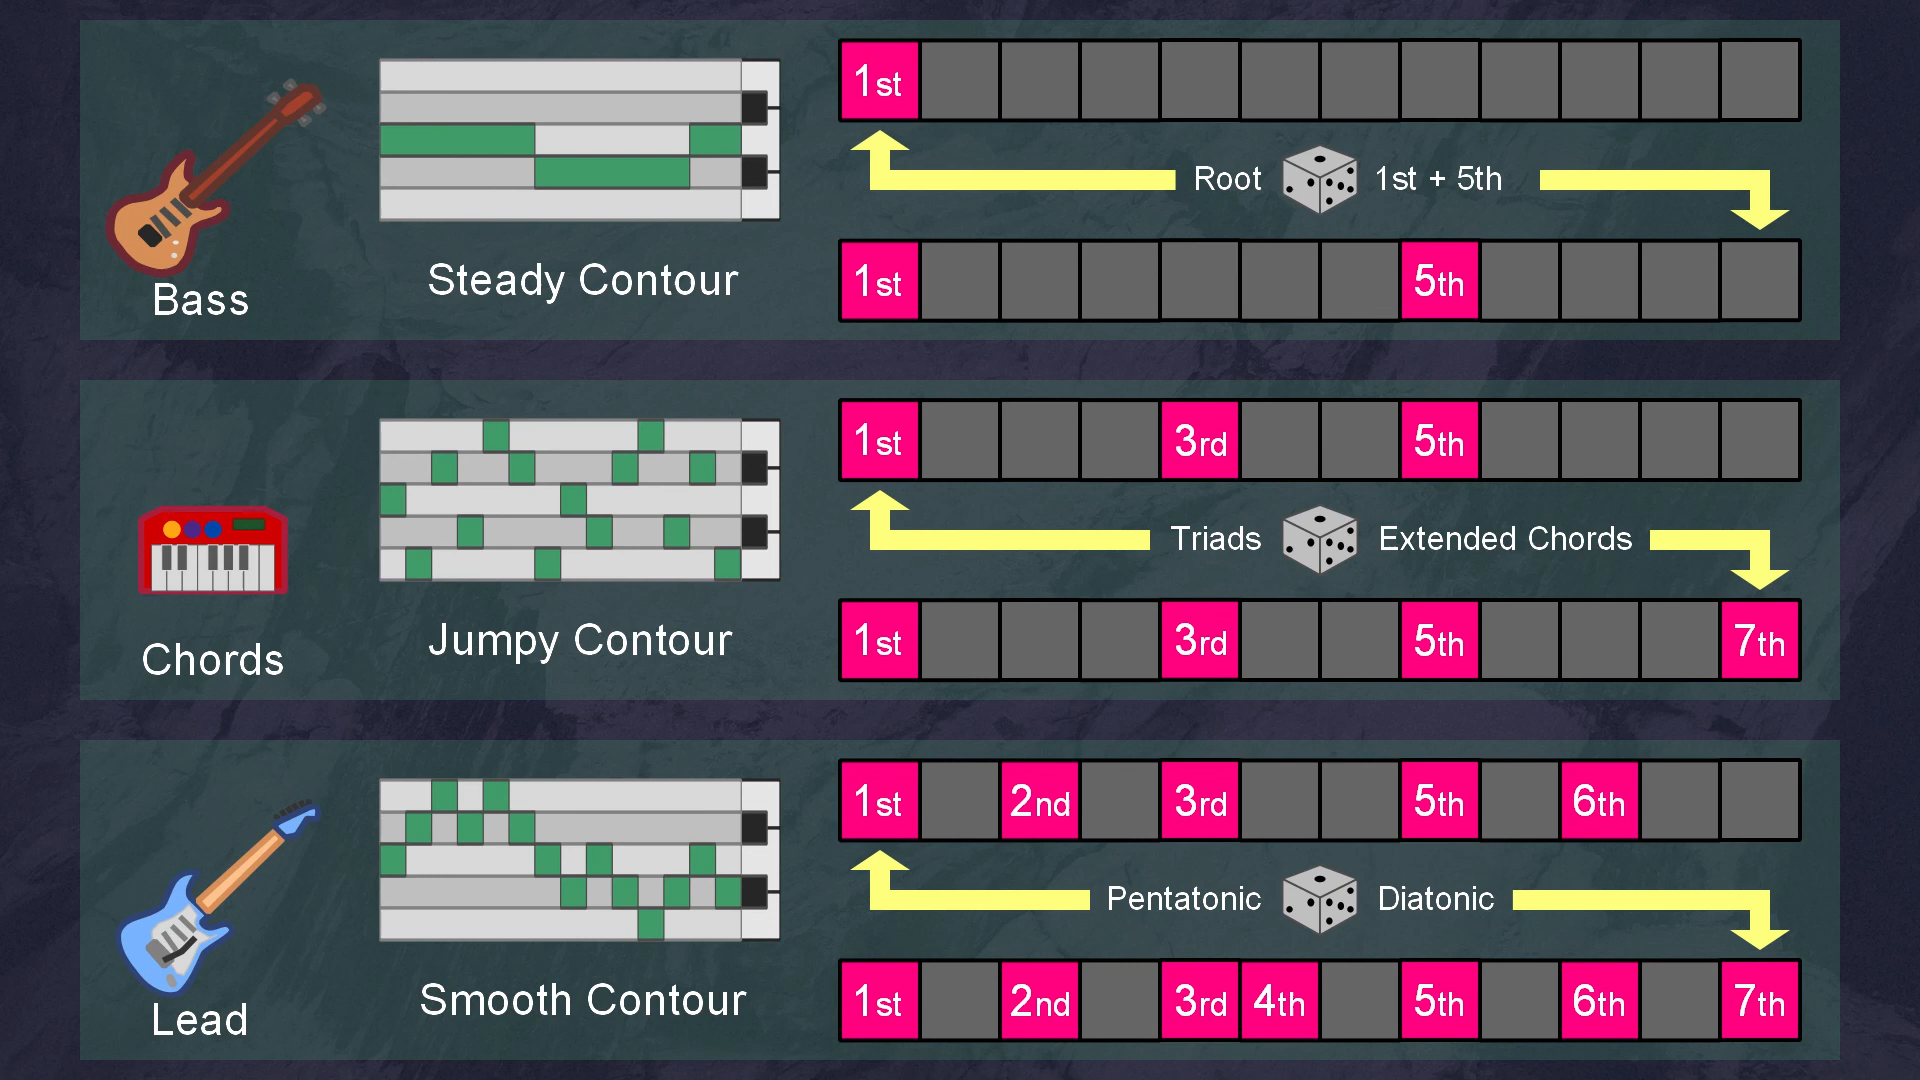 1st
Root 1st + 5th
1st 5th
Steady Contour
Bass
1st 3rd 5th
Triads Extended Chords
1st 3rd 5th 7th
Jumpy Contour
Chords
1st 2nd 3rd 5th 6th
Pentatonic Diatonic
1st 2nd 3rd 4th 5th 6th 7th
Smooth Contour
Lead